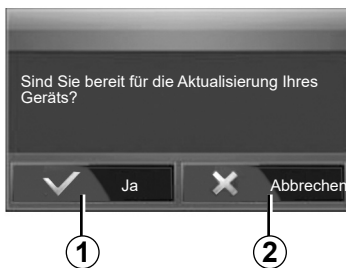 Sind Sie bereit für die Aktualisierung Ihres
Geräts?
Ja
Abbrechen
1
2